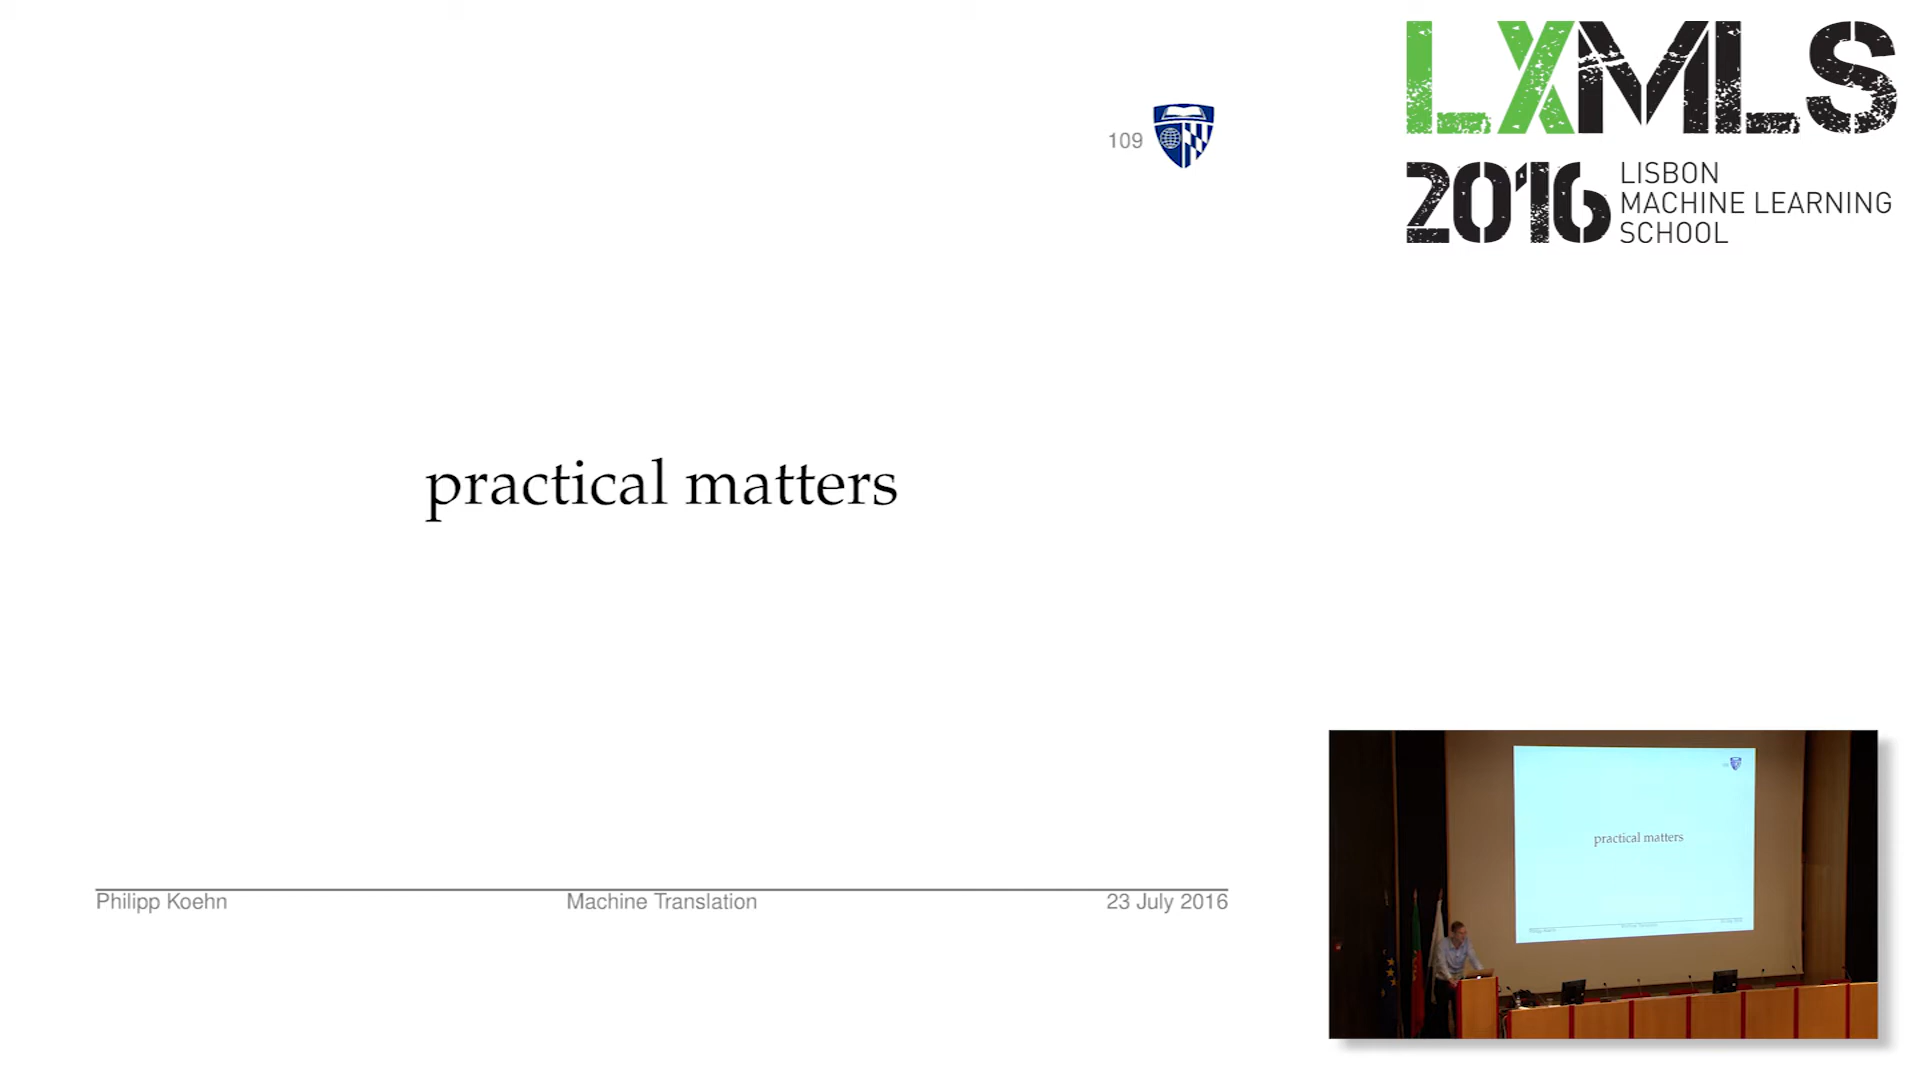 109
LXMLS
2016 LISBON
MACHINE LEARNING
SCHOOL
practical matters
Philipp Koehn Machine Translation 23 July 2016
practical matters